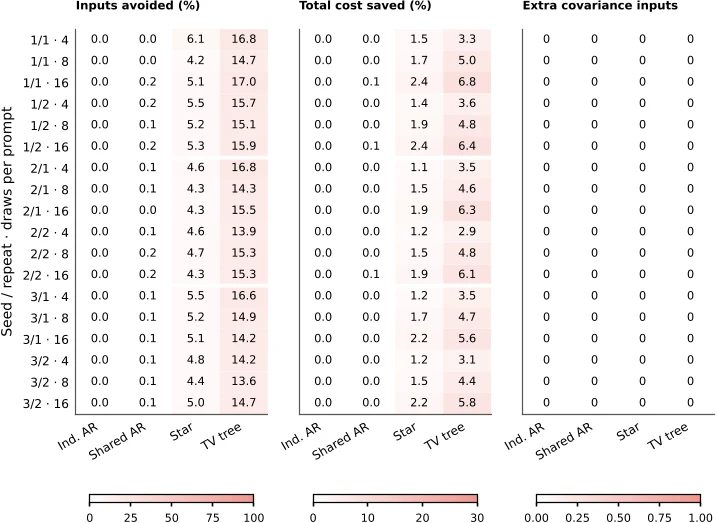 Inputs avoided (%) Total cost saved (%) Extra covariance inputs
Seed / repeat · draws per prompt
1/1 · 4 0.0 0.0 6.1 16.8 0.0 0.0 1.5 3.3 0 0 0 0
1/1 · 8 0.0 0.0 4.2 14.7 0.0 0.0 1.7 5.0 0 0 0 0
1/1 · 16 0.0 0.2 5.1 17.0 0.0 0.1 2.4 6.8 0 0 0 0
1/2 · 4 0.0 0.2 5.5 15.7 0.0 0.0 1.4 3.6 0 0 0 0
1/2 · 8 0.0 0.1 5.2 15.1 0.0 0.0 1.9 4.8 0 0 0 0
1/2 · 16 0.0 0.2 5.3 15.9 0.0 0.1 2.4 6.4 0 0 0 0
2/1 · 4 0.0 0.1 4.6 16.8 0.0 0.0 1.1 3.5 0 0 0 0
2/1 · 8 0.0 0.1 4.3 14.3 0.0 0.0 1.5 4.6 0 0 0 0
2/1 · 16 0.0 0.0 4.3 15.5 0.0 0.0 1.9 6.3 0 0 0 0
2/2 · 4 0.0 0.1 4.6 13.9 0.0 0.0 1.2 2.9 0 0 0 0
2/2 · 8 0.0 0.2 4.7 15.3 0.0 0.0 1.5 4.8 0 0 0 0
2/2 · 16 0.0 0.2 4.3 15.3 0.0 0.1 1.9 6.1 0 0 0 0
3/1 · 4 0.0 0.1 5.5 16.6 0.0 0.0 1.2 3.5 0 0 0 0
3/1 · 8 0.0 0.1 5.2 14.9 0.0 0.0 1.7 4.7 0 0 0 0
3/1 · 16 0.0 0.1 5.1 14.2 0.0 0.0 2.2 5.6 0 0 0 0
3/2 · 4 0.0 0.1 4.8 14.2 0.0 0.0 1.2 3.1 0 0 0 0
3/2 · 8 0.0 0.1 4.4 13.6 0.0 0.0 1.5 4.4 0 0 0 0
3/2 · 16 0.0 0.1 5.0 14.7 0.0 0.0 2.2 5.8 0 0 0 0
Ind. AR Shared AR Star TV tree Ind. AR Shared AR Star TV tree Ind. AR Shared AR Star TV tree
0 25 50 75 100 0 10 20 30 0.00 0.25 0.50 0.75 1.00